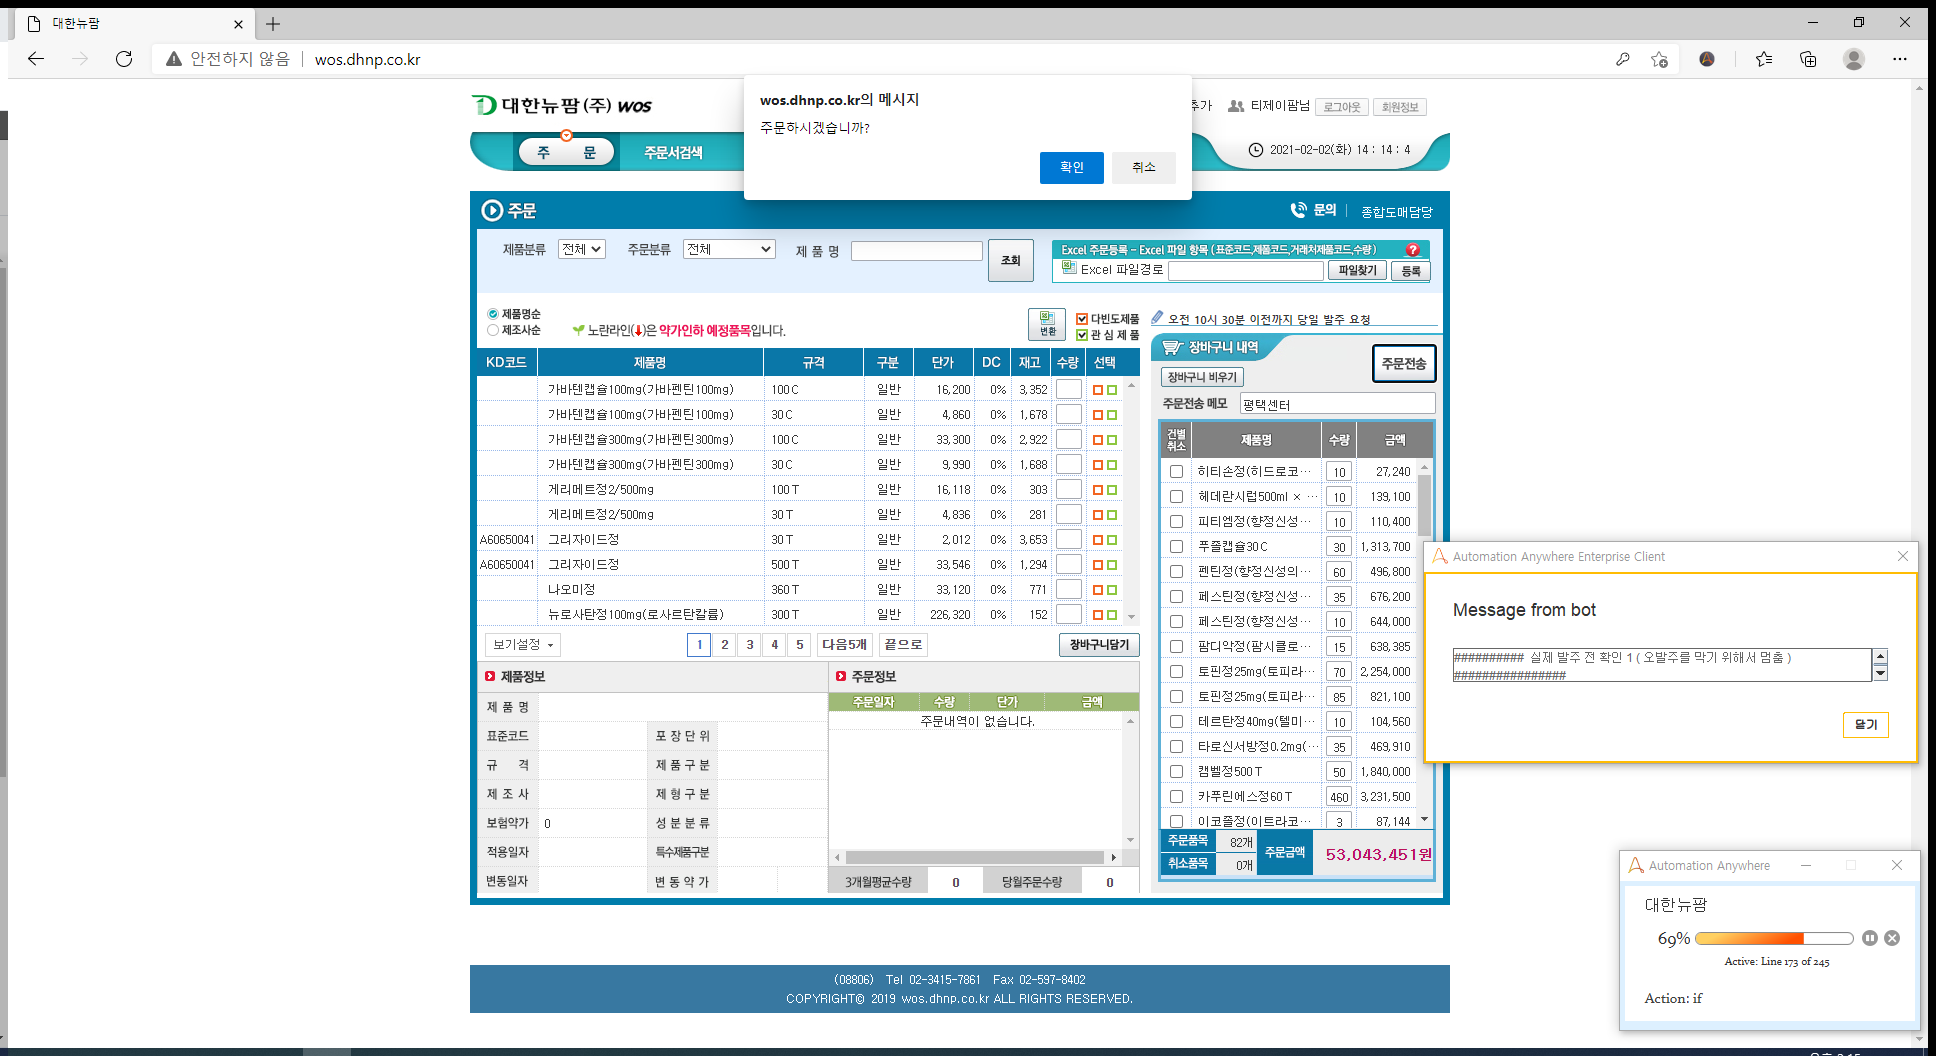 대한뉴팜
안전하지 않음 wos.dhnp.co.kr
wos.dhnp.co.kr의 메시지
주문하시겠습니까?
확인 취소
대한뉴팜(주) WOS
추가 티제이팜님 로그아웃 회원정보
주 문 주문서검색
2021-02-02(화) 14 : 14 : 4
주문
문의 종합도매담당
제품분류 전체 주문분류 전체 제 품 명 조회
Excel 주문등록 - Excel 파일 항목 (표준코드,제품코드,거래처제품코드,수량)
Excel 파일경로 파일찾기 등록
제품명순
제조사순
노란라인(↓)은 약가인하 예정품목입니다.
변환
다빈도제품
관 심 제 품
오전 10시 30분 이전까지 당일 발주 요청
KD코드 제품명 규격 구분 단가 DC 재고 수량 선택
가바텐캡슐100mg(가바펜틴100mg) 100 C 일반 16,200 0% 3,352
가바텐캡슐100mg(가바펜틴100mg) 30 C 일반 4,860 0% 1,678
가바텐캡슐300mg(가바펜틴300mg) 100 C 일반 33,300 0% 2,922
가바텐캡슐300mg(가바펜틴300mg) 30 C 일반 9,990 0% 1,688
게리메트정2/500mg 100 T 일반 16,118 0% 303
게리메트정2/500mg 30 T 일반 4,836 0% 281
A60650041 그리자이드정 30 T 일반 2,012 0% 3,653
A60650041 그리자이드정 500 T 일반 33,546 0% 1,294
나오미정 360 T 일반 33,120 0% 771
뉴로사탄정100mg(로사르탄칼륨) 300 T 일반 226,320 0% 152
보기설정 1 2 3 4 5 다음5개 끝으로 장바구니담기
제품정보
제 품 명
표준코드 포 장 단 위
규 격 제 품 구 분
제 조 사 제 형 구 분
보험약가 0 성 분 분 류
적용일자 특수제품구분
변동일자 변 동 약 가
주문정보
주문일자 수량 단가 금액
주문내역이 없습니다.
3개월평균수량 0 당월주문수량 0
장바구니 내역
주문전송
장바구니 비우기
주문전송 메모 평택센터
건별취소 제품명 수량 금액
히티손정(히드로코··· 10 27,240
헤데란시럽500ml × ··· 10 139,100
피티엠정(향정신성··· 10 110,400
푸줄캡슐30C 30 1,313,700
펜틴정(향정신성의··· 60 496,800
페스틴정(향정신성··· 35 676,200
페스틴정(향정신성··· 10 644,000
팜디약정(팜시클로··· 15 638,385
토핀정25mg(토피라··· 70 2,254,000
토핀정25mg(토피라··· 85 821,100
테르탄정40mg(텔미··· 10 104,560
타로신서방정0.2mg(··· 35 469,910
캠벨정500T 50 1,840,000
카푸린에스정60T 460 3,231,500
이코졸정(이트라코··· 3 87,144
주문품목 82개
취소품목 0개
주문금액 53,043,451원
Automation Anywhere Enterprise Client
Message from bot
########## 실제 발주 전 확인 1 ( 오발주를 막기 위해서 멈춤 )
################
닫기
Automation Anywhere
대한뉴팜
69%
Active: Line 173 of 245
Action: if
(08806) Tel 02-3415-7861 Fax 02-597-8402
COPYRIGHT© 2019 wos.dhnp.co.kr ALL RIGHTS RESERVED.